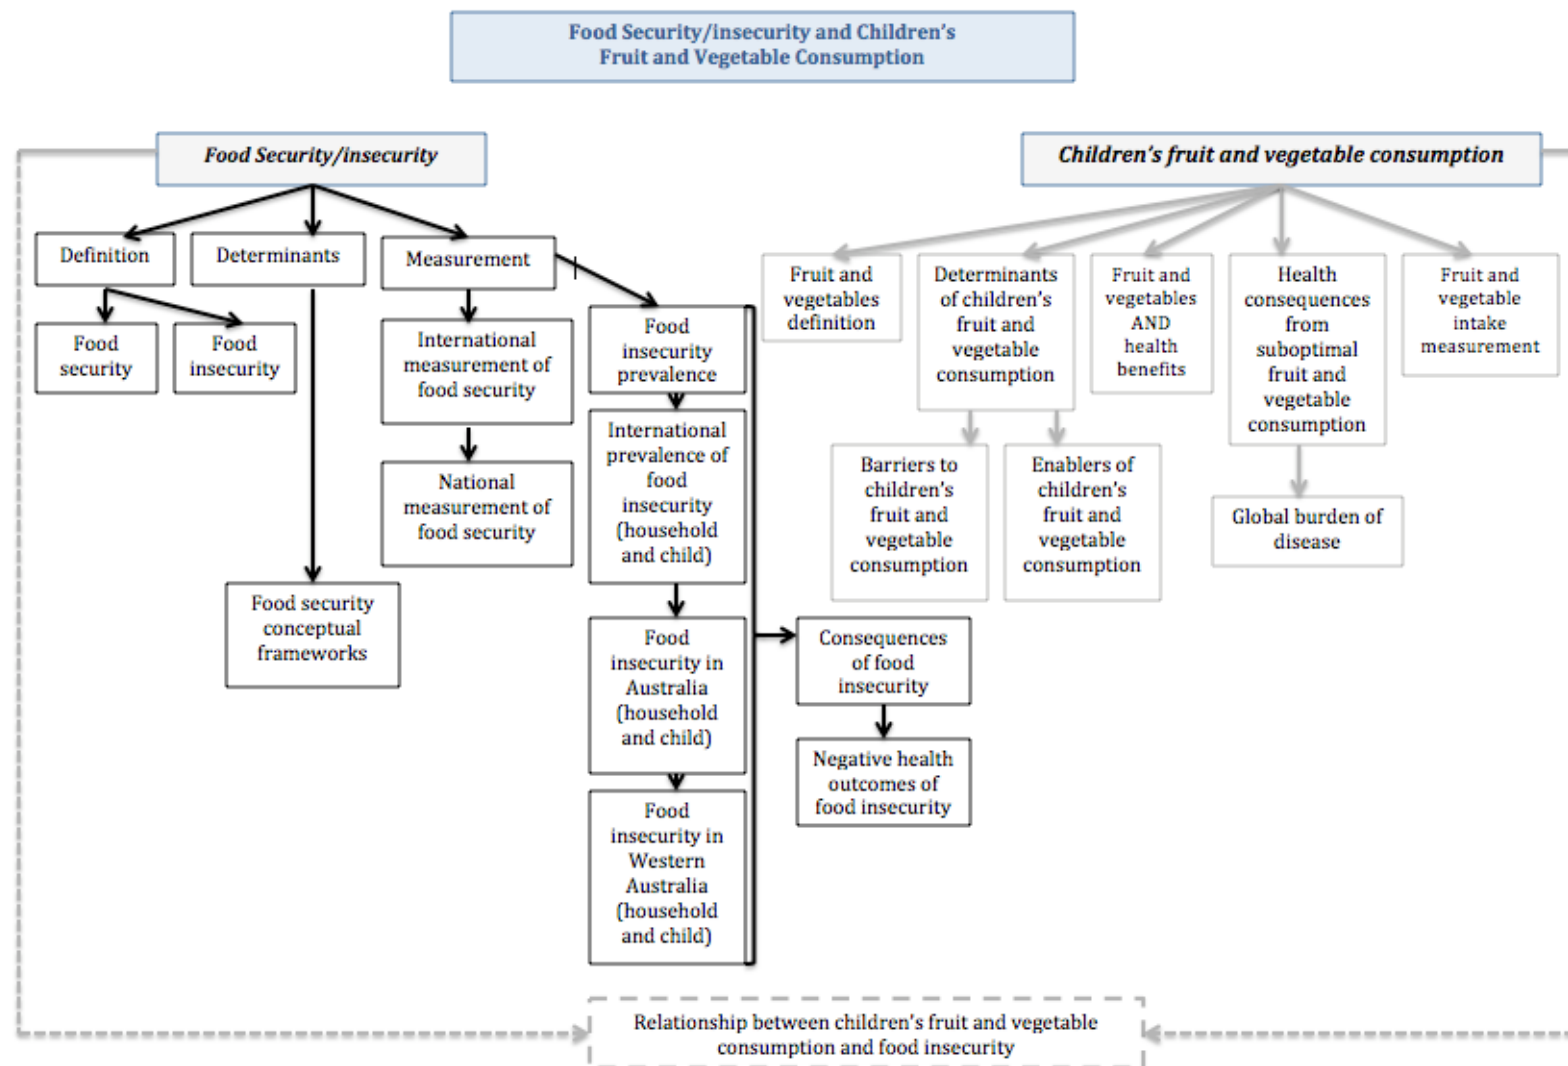 Food Security/insecurity and Children's
Fruit and Vegetable Consumption
Food Security/insecurity
Children's fruit and vegetable consumption
Definition
Determinants
Measurement
Food
security
Food
insecurity
International
measurement of
food security
National
measurement of
food security
Food security
conceptual
frameworks
Food
insecurity
prevalence
International
prevalence of
food
insecurity
(household
and child)
Food
insecurity in
Australia
(household
and child)
Food
insecurity in
Western
Australia
(household
and child)
Consequences
of food
insecurity
Negative health
outcomes of
food insecurity
Fruit and
vegetables
definition
Determinants
of children's
fruit and
vegetable
consumption
Fruit and
vegetables
AND
health
benefits
Health
consequences
from
suboptimal
fruit and
vegetable
consumption
Fruit and
vegetable
intake
measurement
Barriers to
children's
fruit and
vegetable
consumption
Enablers of
children's
fruit and
vegetable
consumption
Global burden of
disease
Relationship between children's fruit and vegetable
consumption and food insecurity